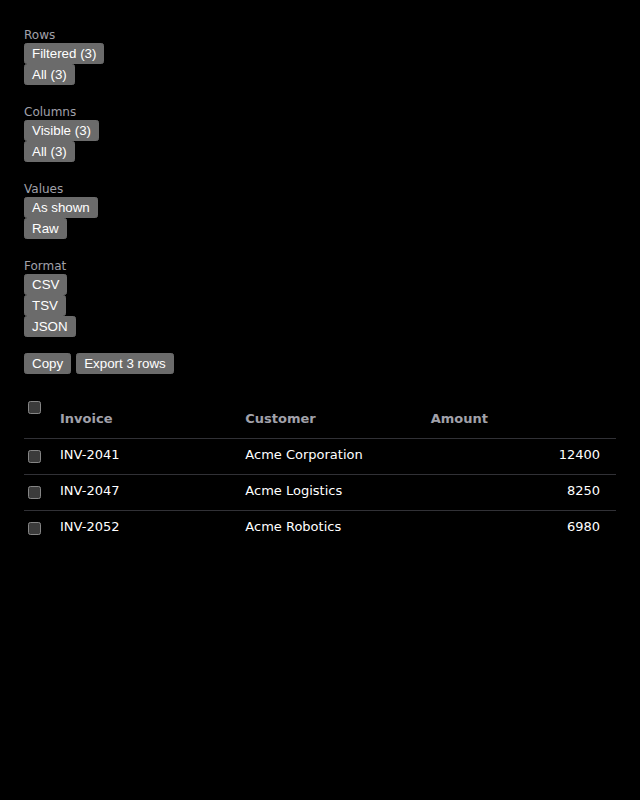 Rows
Filtered (3)
All (3)
Columns
Visible (3)
All (3)
Values
As shown
Raw
Format
CSV
TSV
JSON
Copy Export 3 rows
Invoice Customer Amount
INV-2041 Acme Corporation 12400
INV-2047 Acme Logistics 8250
INV-2052 Acme Robotics 6980